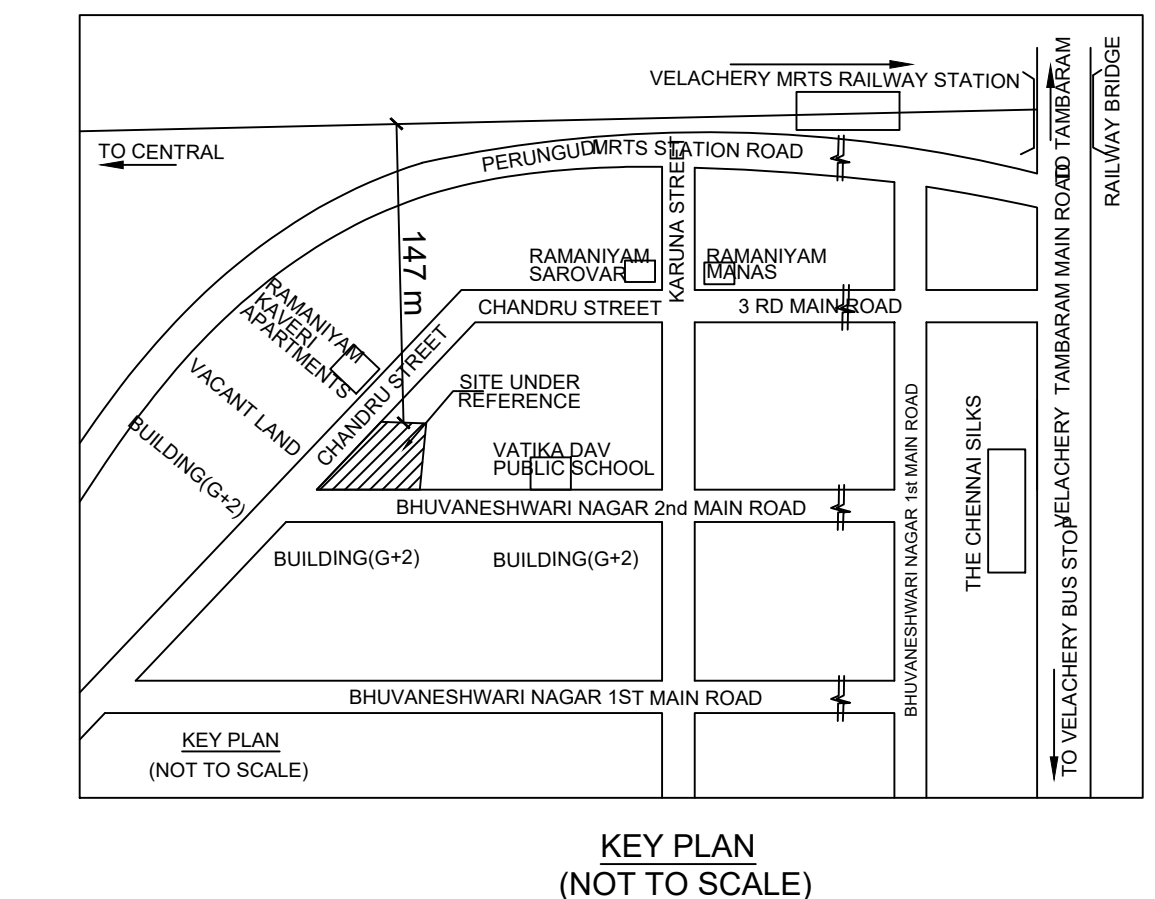 VELACHERY MRTS RAILWAY STATION
TO CENTRAL
PERUNGUDI MRTS STATION ROAD
TO TAMBARAM
RAILWAY BRIDGE
KARUNA STREET
147 m
RAMANIYAM
SAROVAR
RAMANIYAM
MANAS
CHANDRU STREET
3 RD MAIN ROAD
RAMANIYAM
KAVERI
APARTMENTS
CHANDRU STREET
VACANT LAND
BUILDING(G+2)
SITE UNDER
REFERENCE
VATIKA DAV
PUBLIC SCHOOL
BHUVANESHWARI NAGAR 2nd MAIN ROAD
BHUVANESHWARI NAGAR 1st MAIN ROAD
THE CHENNAI SILKS
VELACHERY TAMBARAM MAIN ROAD
TO VELACHERY BUS STOP
BUILDING(G+2)
BUILDING(G+2)
BHUVANESHWARI NAGAR 1ST MAIN ROAD
KEY PLAN
(NOT TO SCALE)
KEY PLAN
(NOT TO SCALE)